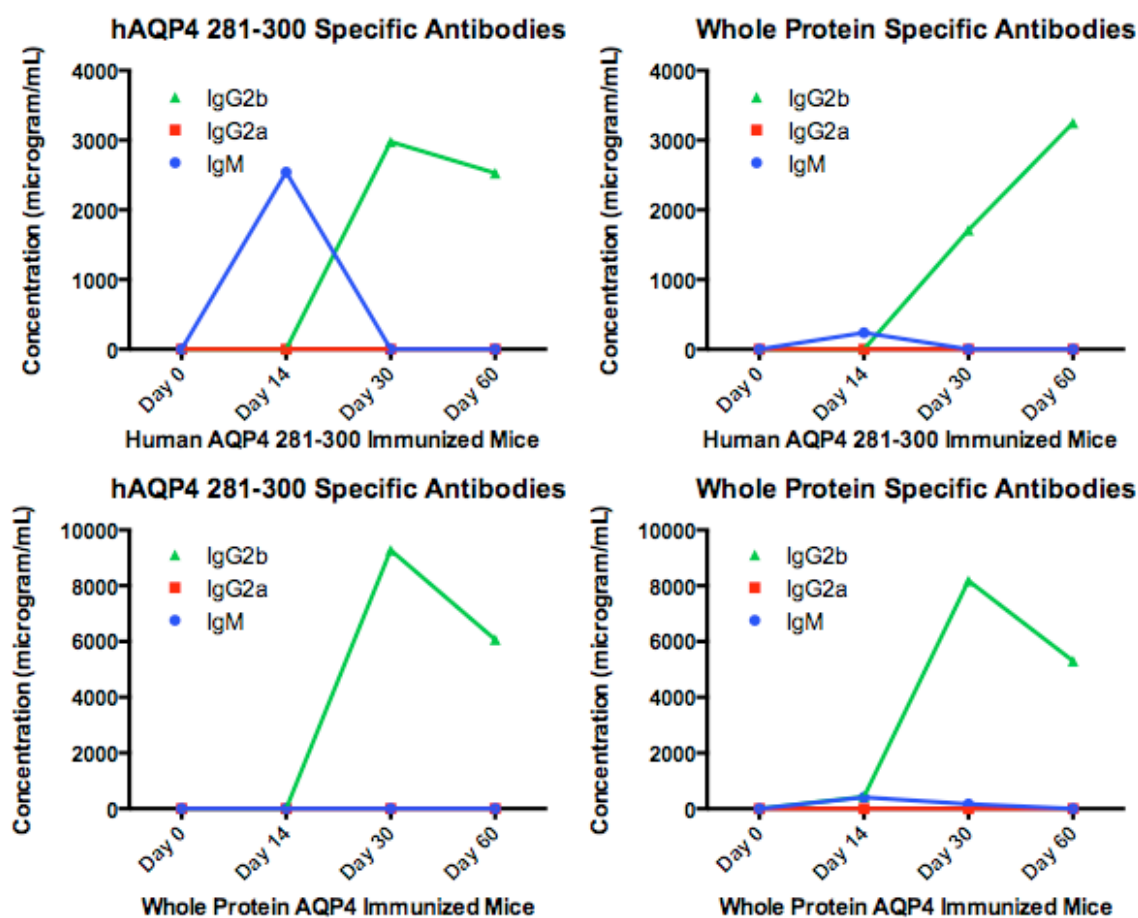 hAQP4 281-300 Specific Antibodies
Concentration (microgram/mL)
4000
3000
2000
1000
0
IgG2b
IgG2a
IgM
Day 0
Day 14
Day 30
Day 60
Human AQP4 281-300 Immunized Mice
Whole Protein Specific Antibodies
Concentration (microgram/mL)
4000
3000
2000
1000
0
IgG2b
IgG2a
IgM
Day 0
Day 14
Day 30
Day 60
Human AQP4 281-300 Immunized Mice
hAQP4 281-300 Specific Antibodies
Concentration (microgram/mL)
10000
8000
6000
4000
2000
0
IgG2b
IgG2a
IgM
Day 0
Day 14
Day 30
Day 60
Whole Protein AQP4 Immunized Mice
Whole Protein Specific Antibodies
Concentration (microgram/mL)
10000
8000
6000
4000
2000
0
IgG2b
IgG2a
IgM
Day 0
Day 14
Day 30
Day 60
Whole Protein AQP4 Immunized Mice